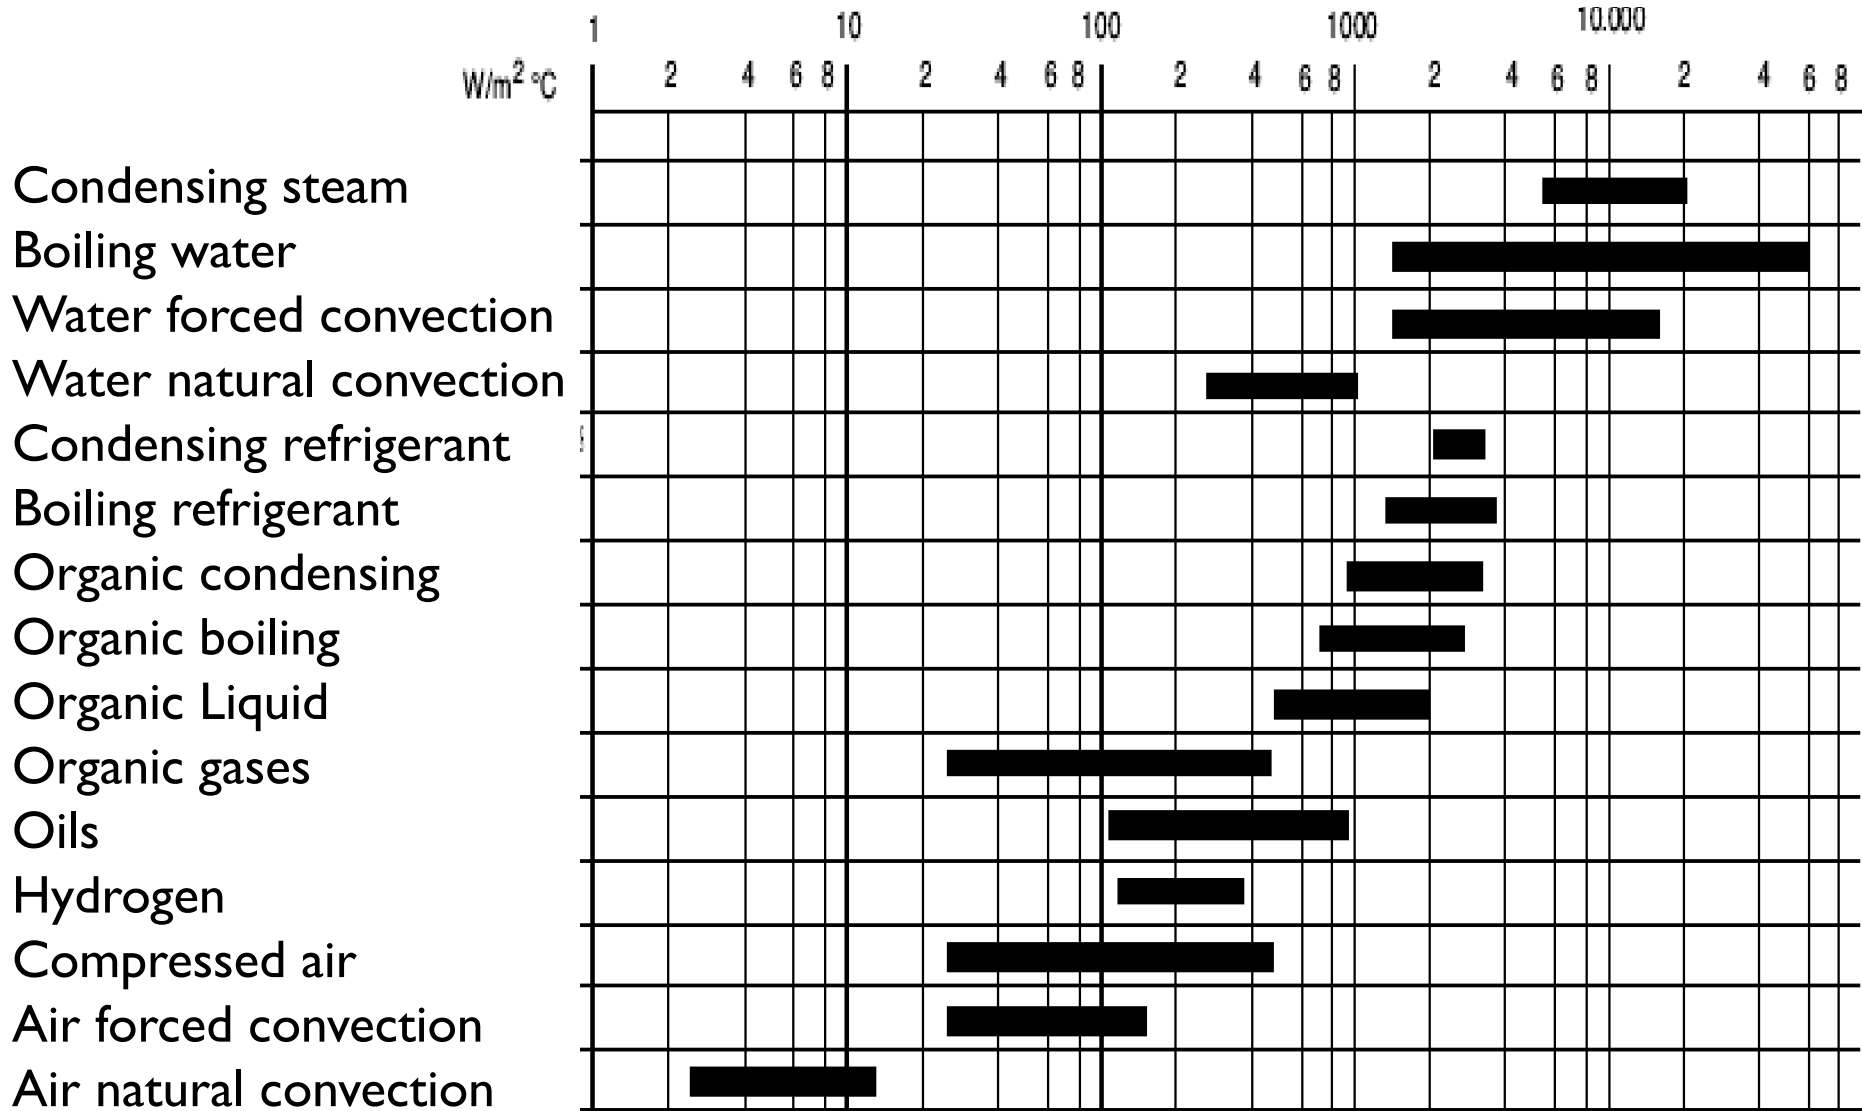 1 10 100 1000 10.000
W/m² °C 2 4 6 8 2 4 6 8 2 4 6 8 2 4 6 8 2 4 6 8
Condensing steam
Boiling water
Water forced convection
Water natural convection
Condensing refrigerant
Boiling refrigerant
Organic condensing
Organic boiling
Organic Liquid
Organic gases
Oils
Hydrogen
Compressed air
Air forced convection
Air natural convection